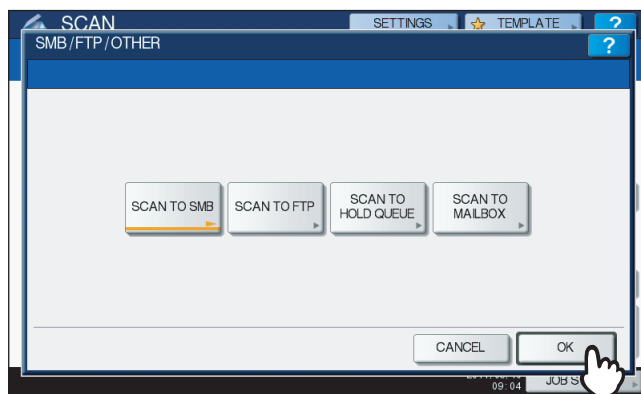 SCAN
SETTINGS
TEMPLATE
?
SMB/FTP/OTHER
?
SCAN TO SMB
SCAN TO FTP
SCAN TO
HOLD QUEUE
SCAN TO
MAILBOX
CANCEL
OK
09:04
JOB S